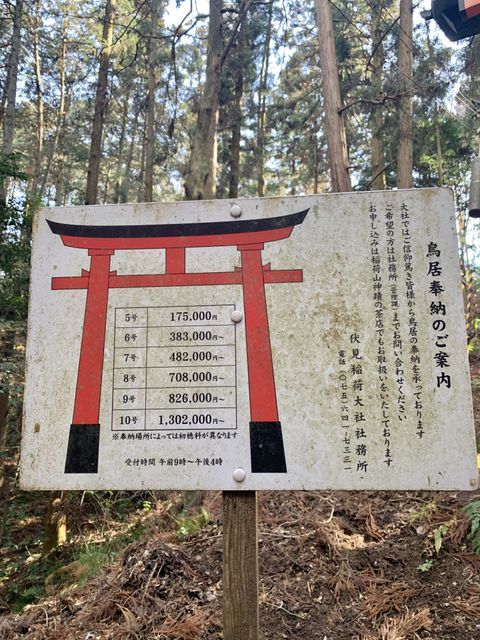 鳥居奉納のご案内
大社ではご信仰篤き皆様から鳥居の奉納を承っております
ご希望の方は社務所(営繕課)までお問い合わせください
お申し込みは稲荷山神蹟の茶店でもお取扱いをいたしております
伏見稲荷大社社務所
電話(〇七五)六四一-七三三一
5号 175,000円
6号 383,000円〜
7号 482,000円〜
8号 708,000円〜
9号 826,000円〜
10号 1,302,000円〜
※奉納場所によっては初穂料が異なります
受付時間 午前9時〜午後4時